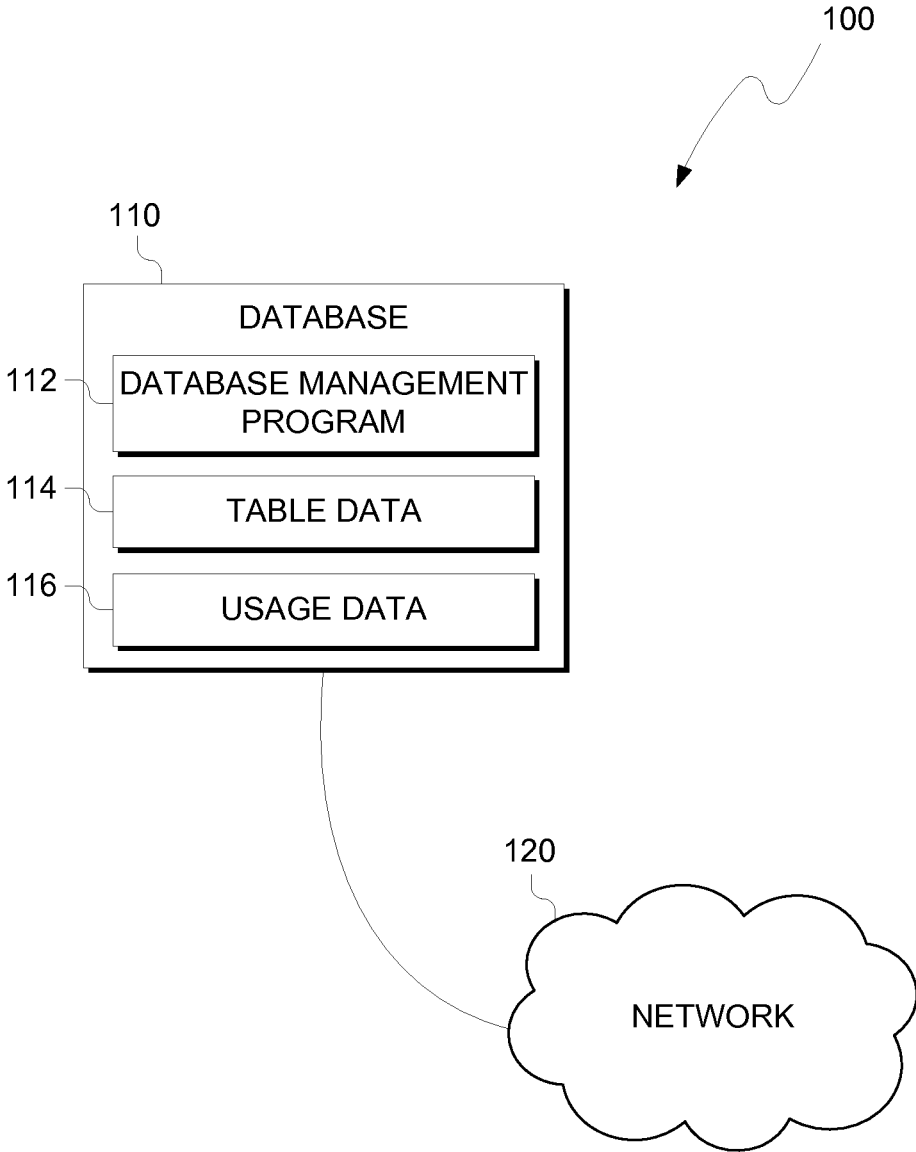 100
110
DATABASE
112
DATABASE MANAGEMENT
PROGRAM
114
TABLE DATA
116
USAGE DATA
120
NETWORK